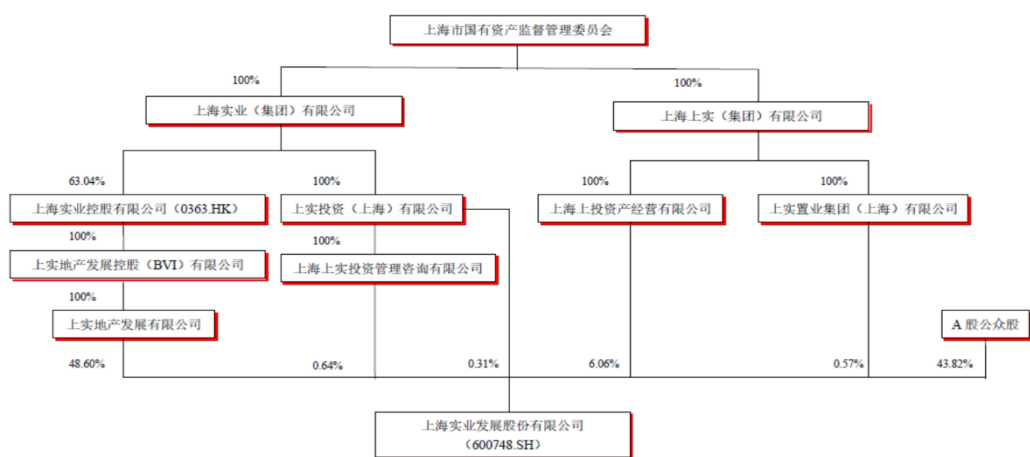 上海市国有资产监督管理委员会
100%
100%
上海实业（集团）有限公司
上海上实（集团）有限公司
63.04%
100%
100%
100%
上海实业控股有限公司（0363.HK）
上实投资（上海）有限公司
上海上投资产经营有限公司
上实置业集团（上海）有限公司
100%
100%
上实地产发展控股（BVI）有限公司
上海上实投资管理咨询有限公司
100%
上实地产发展有限公司
A 股公众股
48.60%
0.64%
0.31%
6.06%
0.57%
43.82%
上海实业发展股份有限公司
（600748.SH）